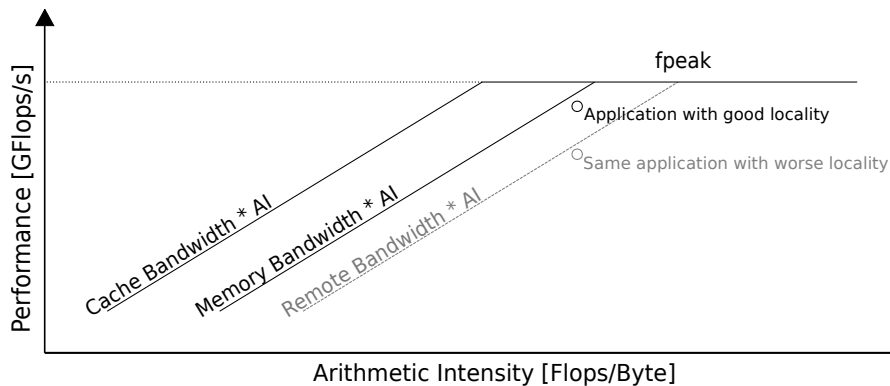 fpeak
Application with good locality
Same application with worse locality
Cache Bandwidth * AI
Memory Bandwidth * AI
Remote Bandwidth * AI
Performance [GFlops/s]
Arithmetic Intensity [Flops/Byte]